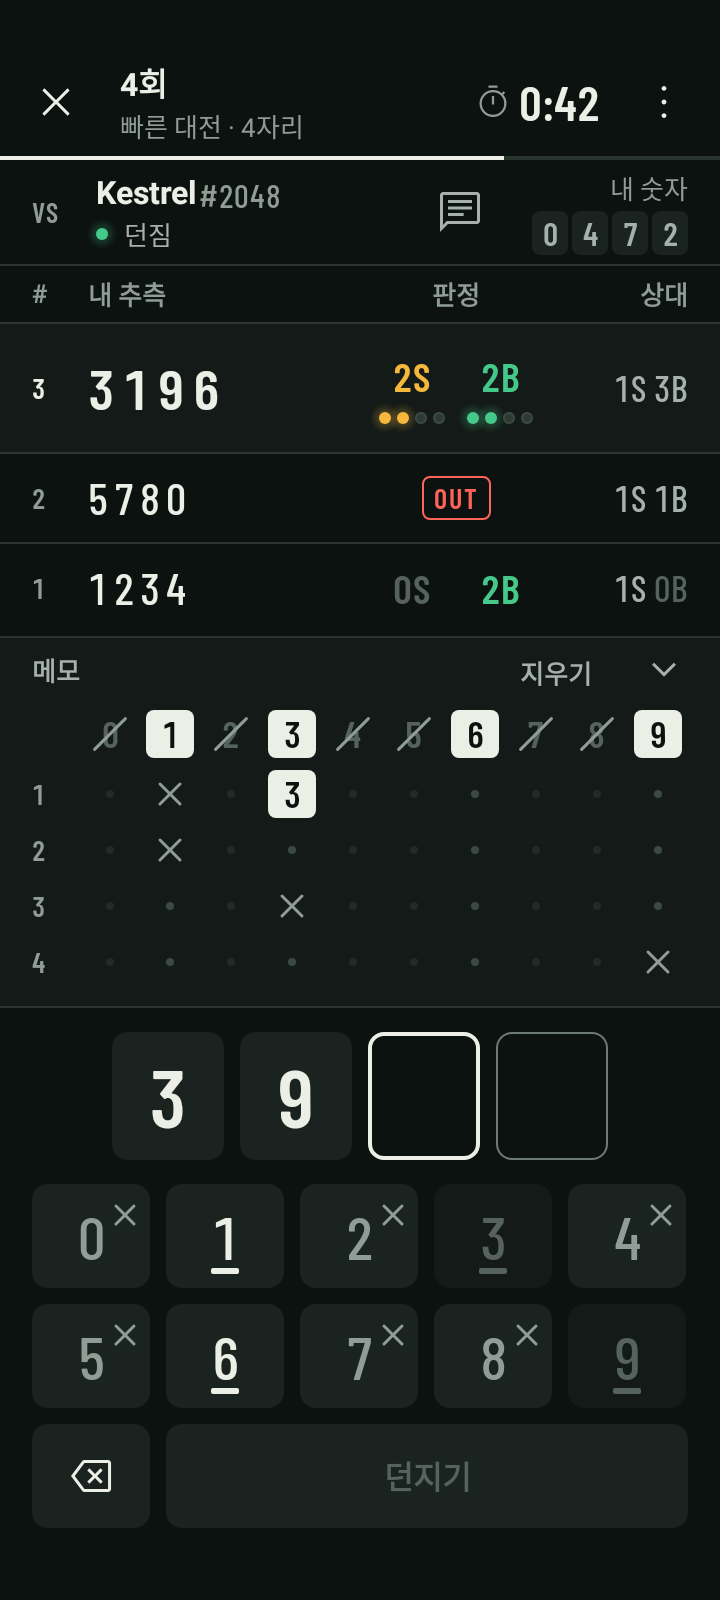 4회
빠른 대전 · 4자리
0:42
VS
Kestrel #2048
던짐
내 숫자
0 4 7 2
# 내 추측 판정 상대
3 3196 2S 2B 1S 3B
2 5780 OUT 1S 1B
1 1234 0S 2B 1S 0B
메모 지우기
0 1 2 3 4 5 6 7 8 9
1 3
2
3
4
3 9
0 1 2 3 4
5 6 7 8 9
던지기